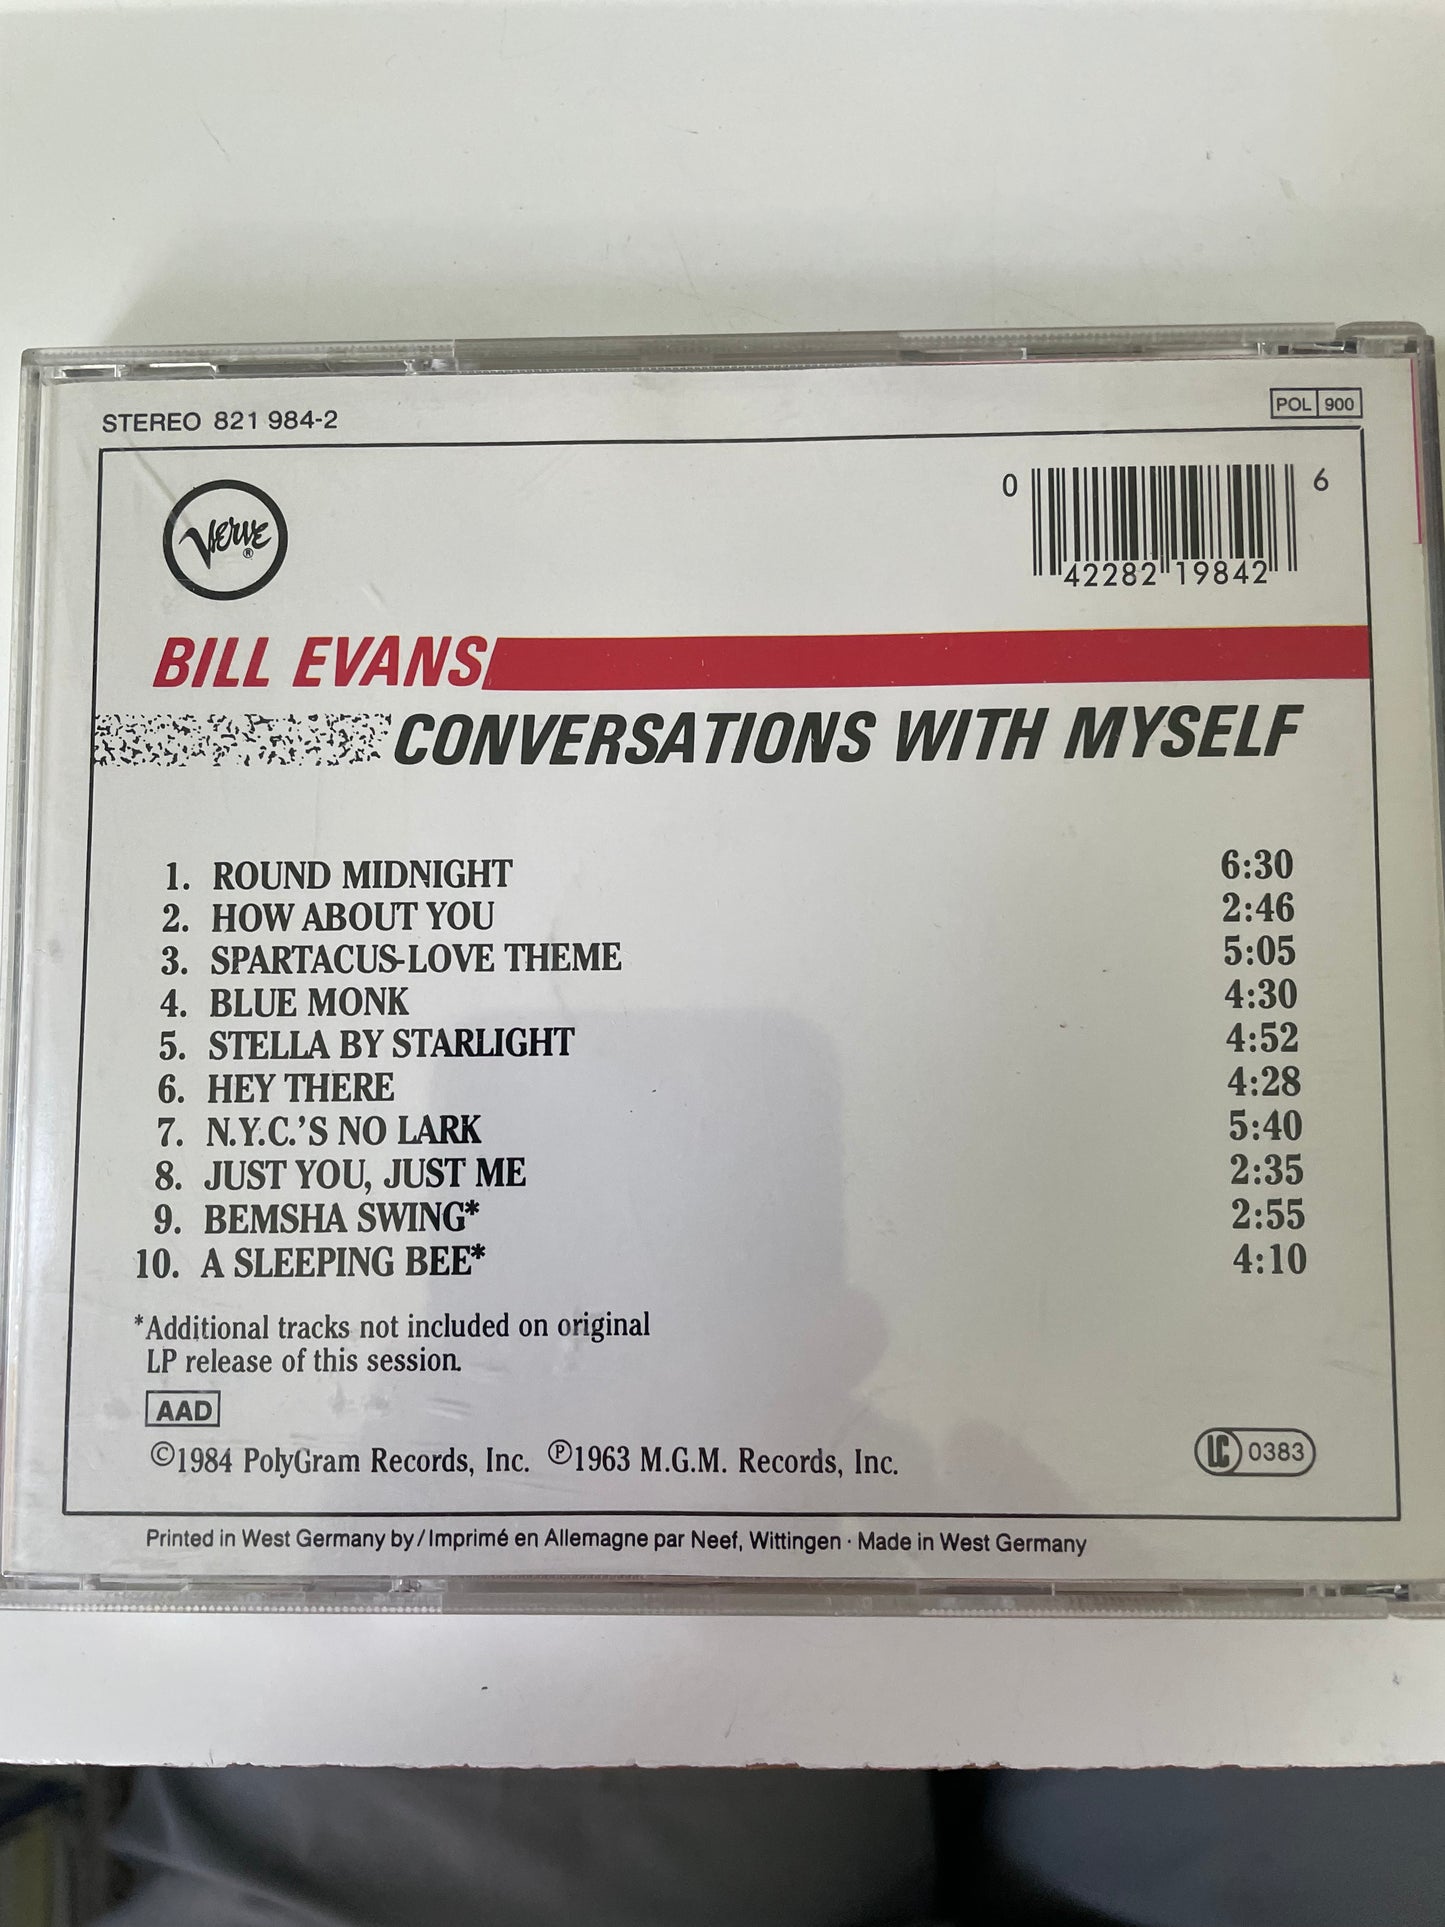 STEREO 821 984-2
POL 900
Verve®
0 42282 19842 6
BILL EVANS
CONVERSATIONS WITH MYSELF
1. ROUND MIDNIGHT 6:30
2. HOW ABOUT YOU 2:46
3. SPARTACUS-LOVE THEME 5:05
4. BLUE MONK 4:30
5. STELLA BY STARLIGHT 4:52
6. HEY THERE 4:28
7. N.Y.C.'S NO LARK 5:40
8. JUST YOU, JUST ME 2:35
9. BEMSHA SWING* 2:55
10. A SLEEPING BEE* 4:10
*Additional tracks not included on original
LP release of this session.
AAD
©1984 PolyGram Records, Inc. ℗1963 M.G.M. Records, Inc.
LC 0383
Printed in West Germany by / Imprimé en Allemagne par Neef, Wittingen · Made in West Germany